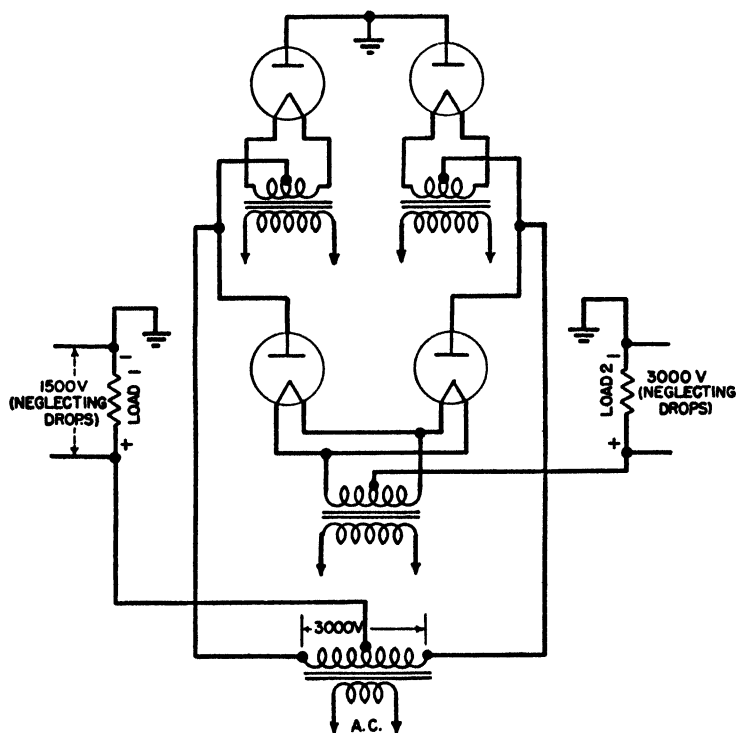 1500V
(NEGLECTING
DROPS)
LOAD 1
−
+
LOAD 2
−
+
3000 V
(NEGLECTING
DROPS)
3000V
A.C.